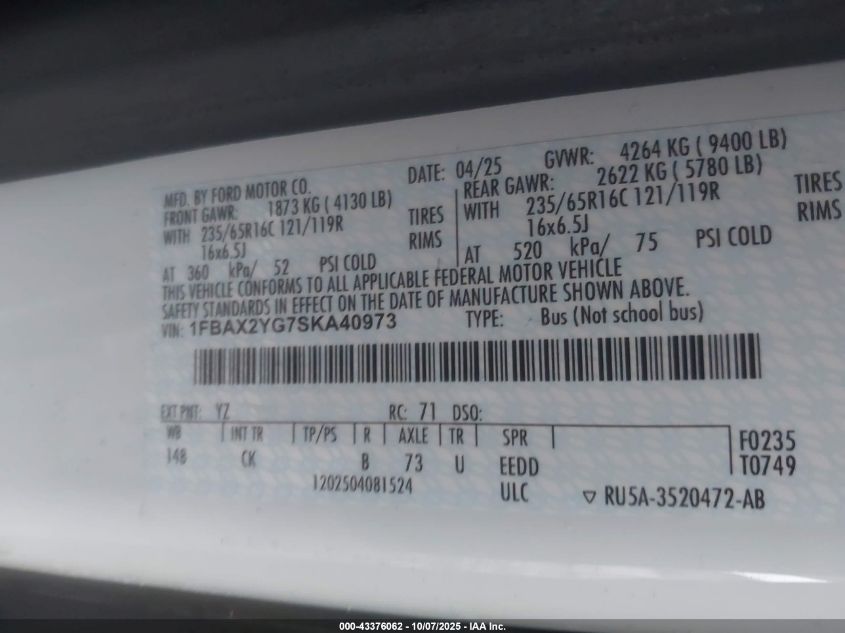 MFD. BY FORD MOTOR CO. DATE: 04/25 GVWR: 4264 KG ( 9400 LB)
FRONT GAWR: 1873 KG ( 4130 LB) REAR GAWR: 2622 KG ( 5780 LB)
WITH 235/65R16C 121/119R TIRES WITH 235/65R16C 121/119R TIRES
16x6.5J RIMS 16x6.5J RIMS
AT 360 kPa/ 52 PSI COLD AT 520 kPa/ 75 PSI COLD
THIS VEHICLE CONFORMS TO ALL APPLICABLE FEDERAL MOTOR VEHICLE
SAFETY STANDARDS IN EFFECT ON THE DATE OF MANUFACTURE SHOWN ABOVE.
VIN: 1FBAX2YG7SKA40973 TYPE: Bus (Not school bus)
EXT PNT: YZ RC: 71 DSO:
WB INT TR TP/PS R AXLE TR SPR F0235
148 CK B 73 U EEDD T0749
1202504081524 ULC ▽ RU5A-3520472-AB
000-43376062 - 10/07/2025 - IAA Inc.